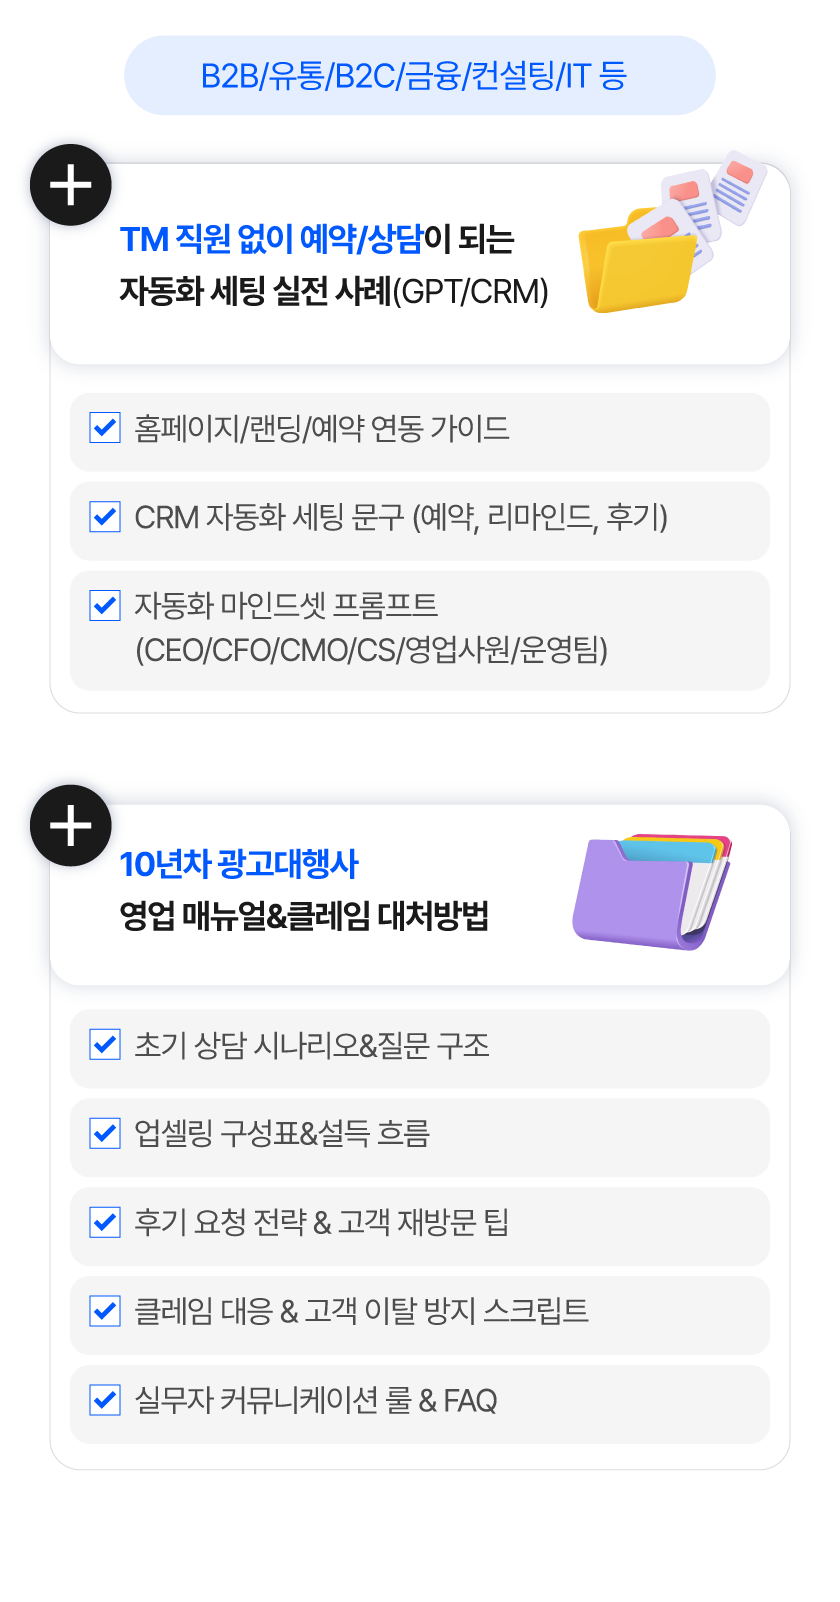 B2B/유통/B2C/금융/컨설팅/IT 등
TM 직원 없이 예약/상담이 되는
자동화 세팅 실전 사례(GPT/CRM)
홈페이지/랜딩/예약 연동 가이드
CRM 자동화 세팅 문구 (예약, 리마인드, 후기)
자동화 마인드셋 프롬프트
(CEO/CFO/CMO/CS/영업사원/운영팀)
10년차 광고대행사
영업 매뉴얼&클레임 대처방법
초기 상담 시나리오&질문 구조
업셀링 구성표&설득 흐름
후기 요청 전략 & 고객 재방문 팁
클레임 대응 & 고객 이탈 방지 스크립트
실무자 커뮤니케이션 룰 & FAQ